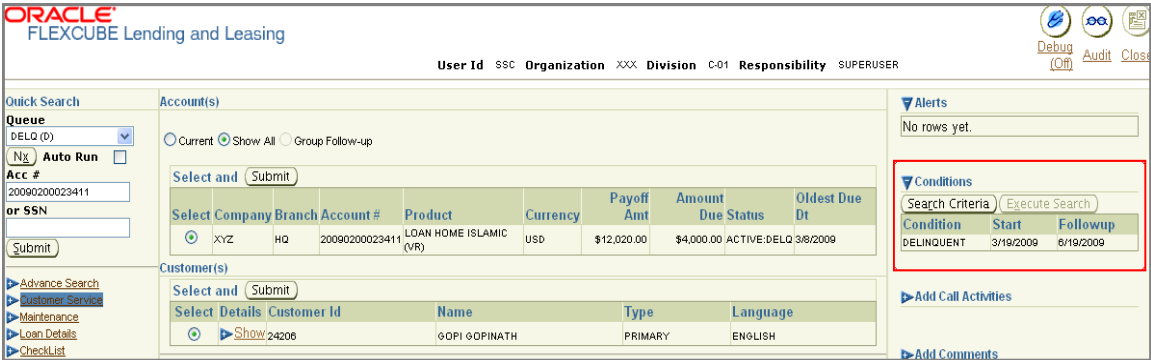 ORACLE
FLEXCUBE Lending and Leasing
Debug (Off)
Audit
Close
User Id SSC Organization XXX Division C-01 Responsibility SUPERUSER
Quick Search
Queue
DELQ (D)
Nx Auto Run
Acc #
20090200023411
or SSN
Submit
Advance Search
Customer Service
Maintenance
Loan Details
CheckList
Account(s)
Current Show All Group Follow-up
Select and Submit
Select Company Branch Account # Product Currency Payoff Amt Amount Due Status Oldest Due Dt
XYZ HQ 20090200023411 LOAN HOME ISLAMIC (VR) USD $12,020.00 $4,000.00 ACTIVE:DELQ 3/8/2009
Customer(s)
Select and Submit
Select Details Customer Id Name Type Language
Show 24206 GOPI GOPINATH PRIMARY ENGLISH
Alerts
No rows yet.
Conditions
Search Criteria Execute Search
Condition Start Followup
DELINQUENT 3/19/2009 6/19/2009
Add Call Activities
Add Comments